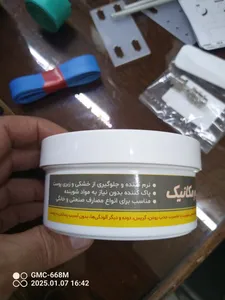 مکانیک
● نرم کننده و جلوگیری از خشکی و زبری پوست
● پاک کننده بدون نیاز به مواد شوینده
● مناسب برای انواع مصارف صنعتی و خانگی
GMC-668M
2025.01.07 16:42